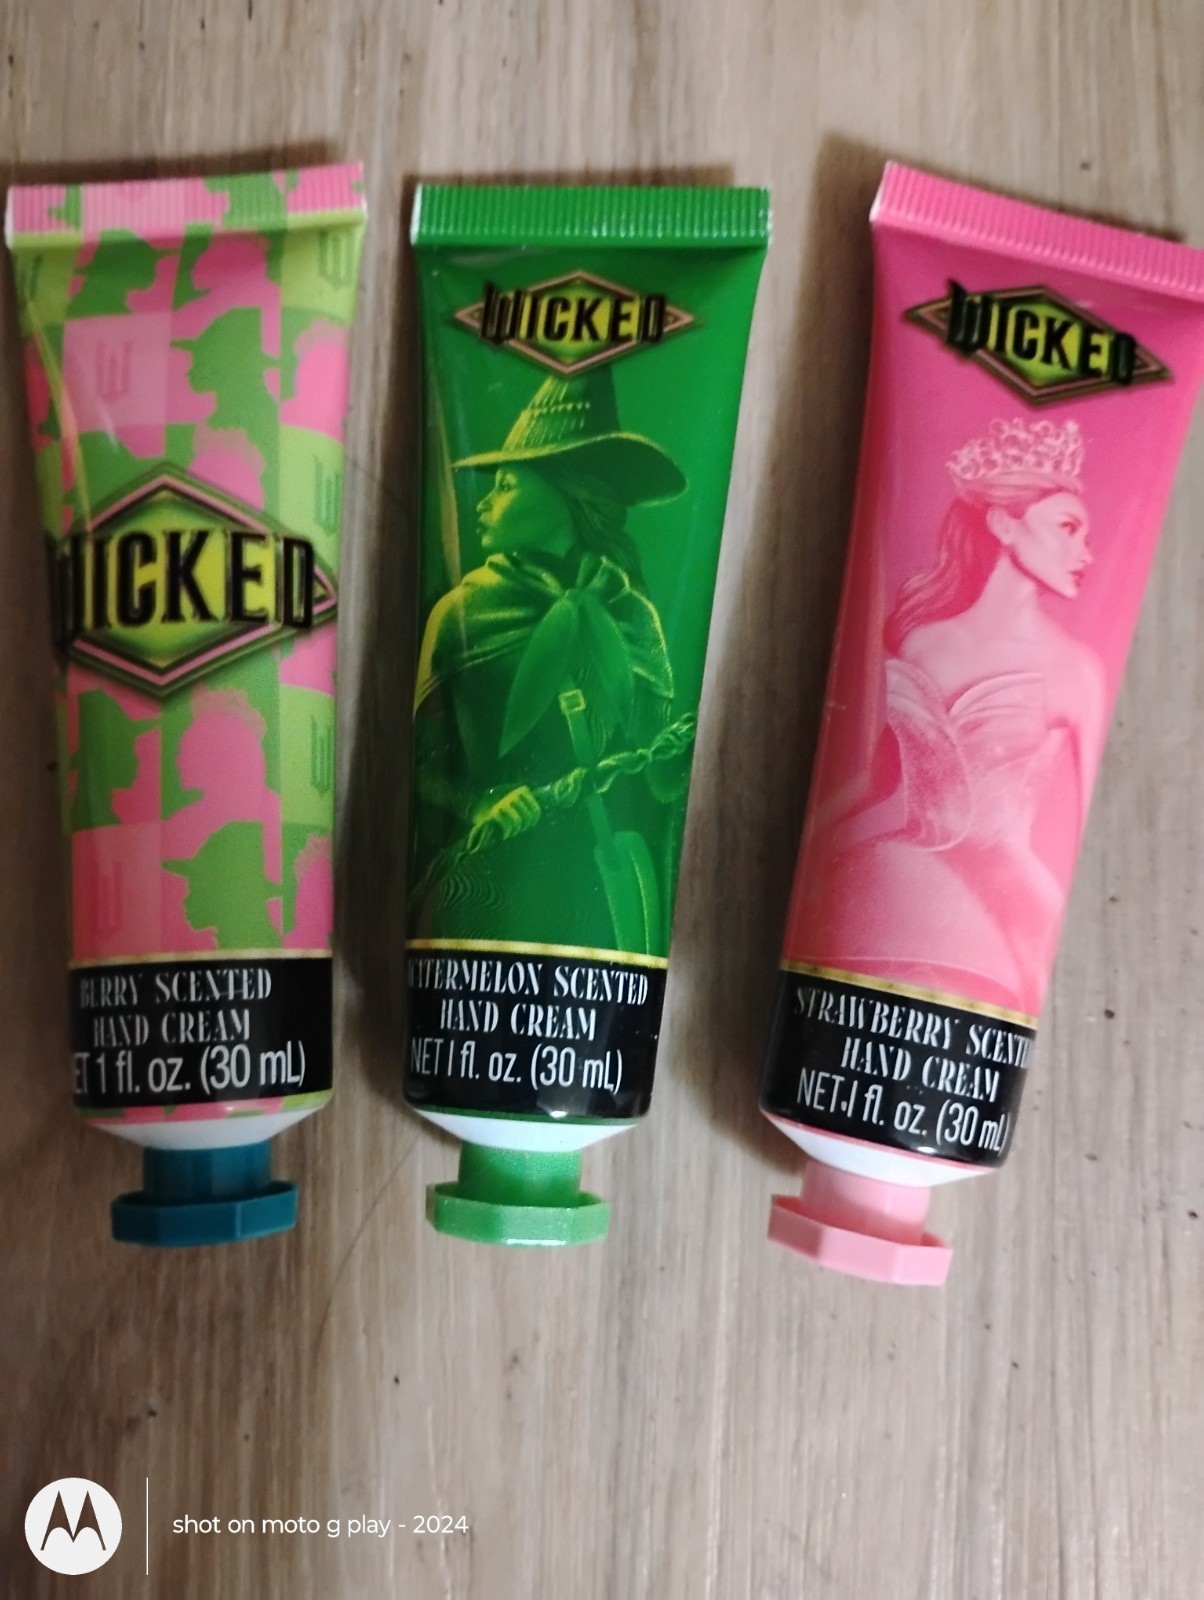 WICKED
BERRY SCENTED
HAND CREAM
NET 1 fl. oz. (30 mL)
WICKED
WATERMELON SCENTED
HAND CREAM
NET 1 fl. oz. (30 mL)
WICKED
STRAWBERRY SCENTED
HAND CREAM
NET 1 fl. oz. (30 mL)
shot on moto g play - 2024